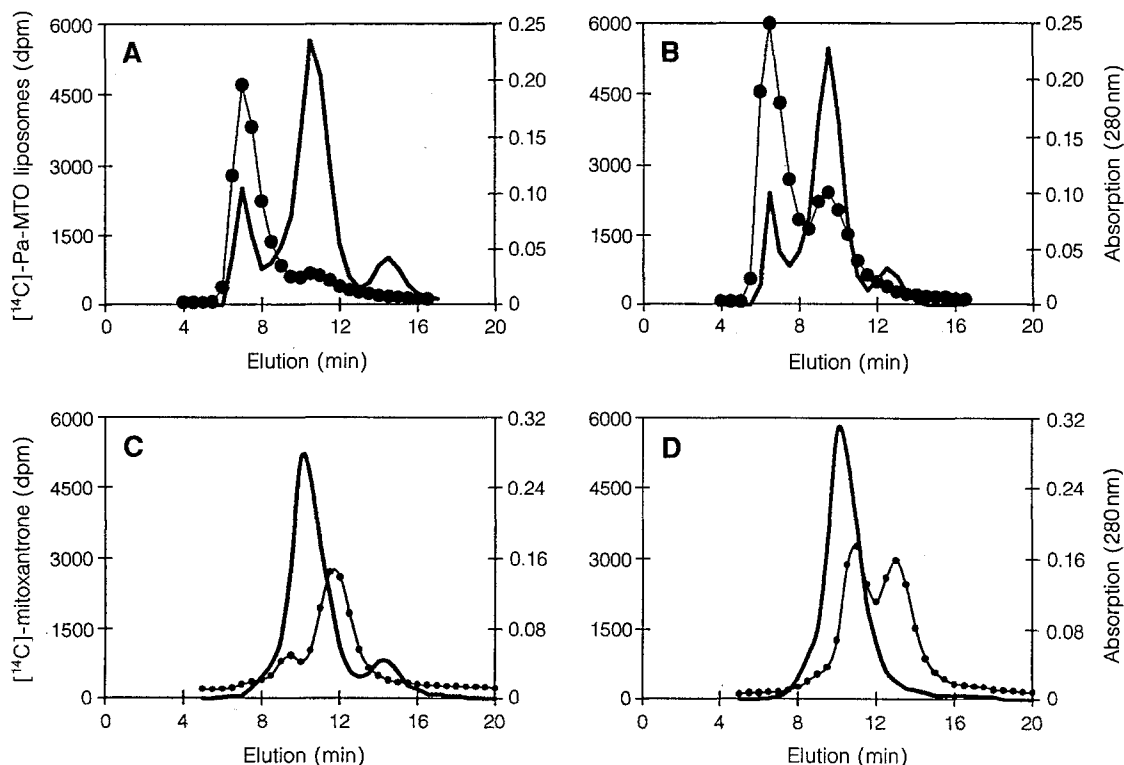 A
[¹⁴C]-Pa-MTO liposomes (dpm)
6000
4500
3000
1500
0
0.25
0.20
0.15
0.10
0.05
0
0 4 8 12 16 20
Elution (min)
B
6000
4500
3000
1500
0
0.25
0.20
0.15
0.10
0.05
0
Absorption (280 nm)
0 4 8 12 16 20
Elution (min)
C
[¹⁴C]-mitoxantrone (dpm)
6000
4500
3000
1500
0
0.32
0.24
0.16
0.08
0
0 4 8 12 16 20
Elution (min)
D
6000
4500
3000
1500
0
0.32
0.24
0.16
0.08
0
Absorption (280 nm)
0 4 8 12 16 20
Elution (min)